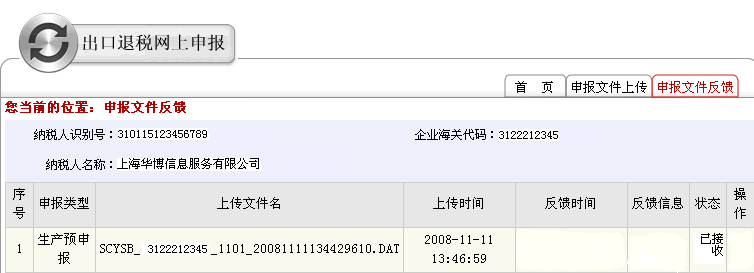 出口退税网上申报
首 页 申报文件上传 申报文件反馈
您当前的位置：申报文件反馈
纳税人识别号：310115123456789 企业海关代码：3122212345
纳税人名称：上海华博信息服务有限公司
序号 申报类型 上传文件名 上传时间 反馈时间 反馈信息 状态 操作
1 生产预申报 SCYSB_ 3122212345 _1101_20081111134429610.DAT 2008-11-11 13:46:59 已接收